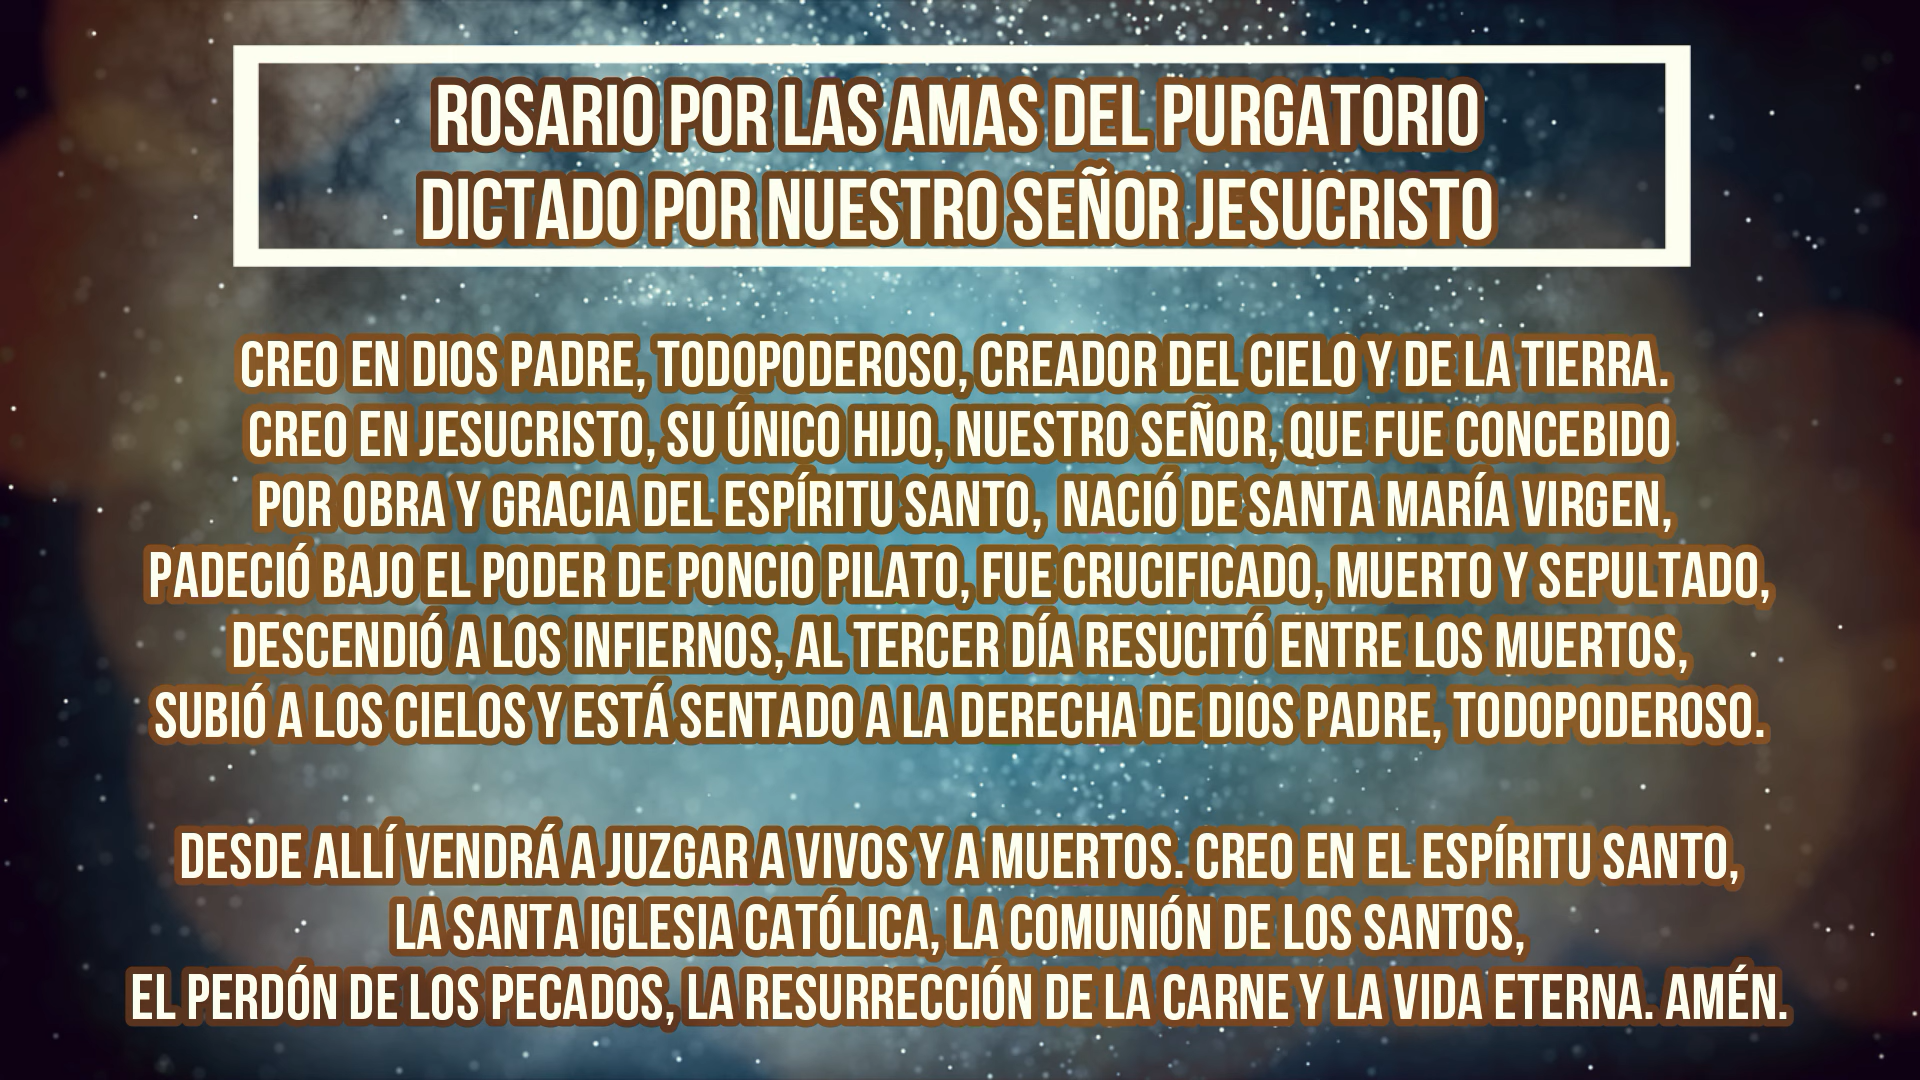 ROSARIO POR LAS AMAS DEL PURGATORIO
DICTADO POR NUESTRO SEÑOR JESUCRISTO
CREO EN DIOS PADRE, TODOPODEROSO, CREADOR DEL CIELO Y DE LA TIERRA.
CREO EN JESUCRISTO, SU ÚNICO HIJO, NUESTRO SEÑOR, QUE FUE CONCEBIDO
POR OBRA Y GRACIA DEL ESPÍRITU SANTO, NACIÓ DE SANTA MARÍA VIRGEN,
PADECIÓ BAJO EL PODER DE PONCIO PILATO, FUE CRUCIFICADO, MUERTO Y SEPULTADO,
DESCENDIÓ A LOS INFIERNOS, AL TERCER DÍA RESUCITÓ ENTRE LOS MUERTOS,
SUBIÓ A LOS CIELOS Y ESTÁ SENTADO A LA DERECHA DE DIOS PADRE, TODOPODEROSO.
DESDE ALLÍ VENDRÁ A JUZGAR A VIVOS Y A MUERTOS. CREO EN EL ESPÍRITU SANTO,
LA SANTA IGLESIA CATÓLICA, LA COMUNIÓN DE LOS SANTOS,
EL PERDÓN DE LOS PECADOS, LA RESURRECCIÓN DE LA CARNE Y LA VIDA ETERNA. AMÉN.